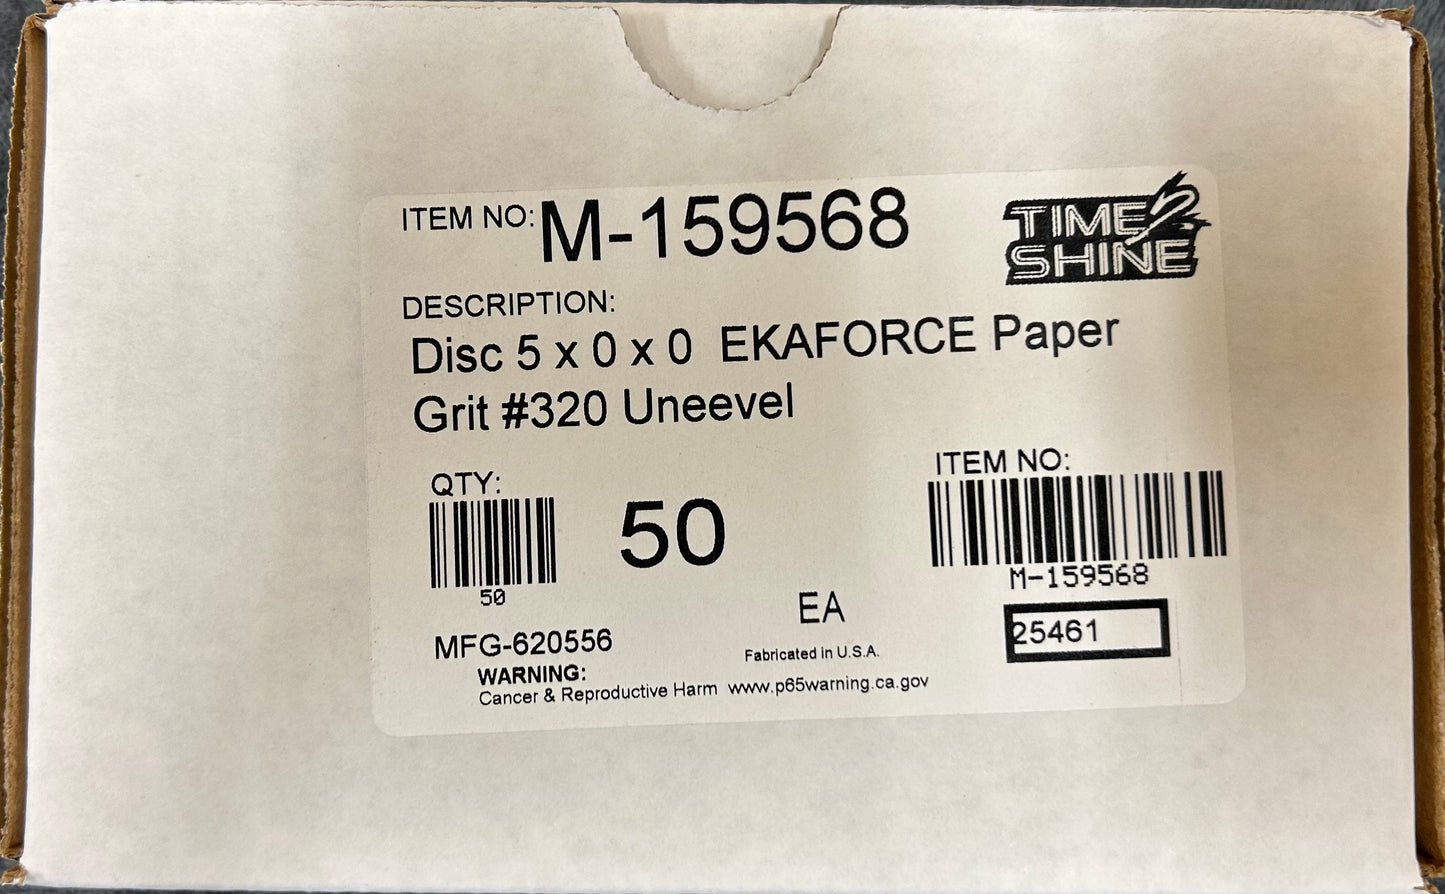 ITEM NO: M-159568
TIME 2
SHINE
DESCRIPTION:
Disc 5 x 0 x 0 EKAFORCE Paper
Grit #320 Uneevel
QTY:
50
50
EA
ITEM NO:
M-159568
25461
MFG-620556
Fabricated in U.S.A.
WARNING:
Cancer & Reproductive Harm www.p65warning.ca.gov